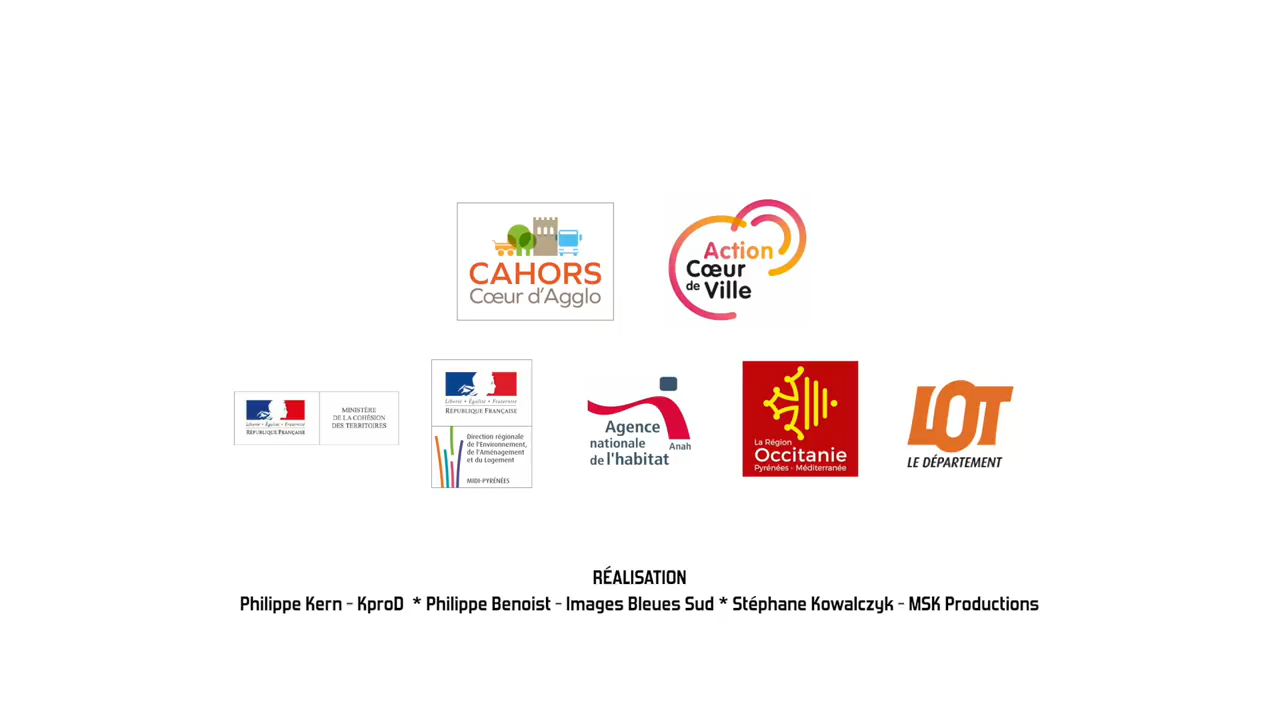 CAHORS
Cœur d'Agglo
Action
Cœur
de Ville
Liberté • Égalité • Fraternité
RÉPUBLIQUE FRANÇAISE
MINISTÈRE
DE LA COHÉSION
DES TERRITOIRES
Liberté • Égalité • Fraternité
RÉPUBLIQUE FRANÇAISE
Direction régionale
de l'Environnement,
de l'Aménagement
et du Logement
MIDI-PYRÉNÉES
Agence
nationale
de l'habitat
Anah
La Région
Occitanie
Pyrénées - Méditerranée
LOT
LE DÉPARTEMENT
RÉALISATION
Philippe Kern - KproD * Philippe Benoist - Images Bleues Sud * Stéphane Kowalczyk - MSK Productions